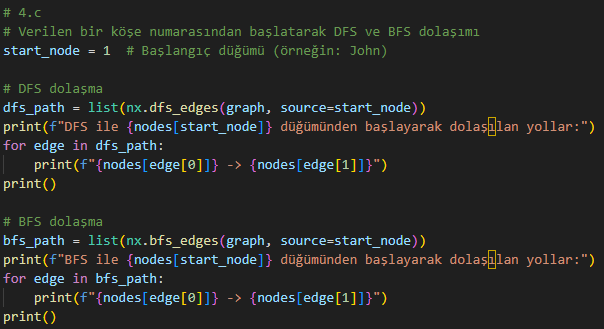 # 4.c
# Verilen bir köşe numarasından başlatarak DFS ve BFS dolaşımı
start_node = 1  # Başlangıç düğümü (örneğin: John)

# DFS dolaşma
dfs_path = list(nx.dfs_edges(graph, source=start_node))
print(f"DFS ile {nodes[start_node]} düğümünden başlayarak dolaşılan yollar:")
for edge in dfs_path:
    print(f"{nodes[edge[0]]} -> {nodes[edge[1]]}")
print()

# BFS dolaşma
bfs_path = list(nx.bfs_edges(graph, source=start_node))
print(f"BFS ile {nodes[start_node]} düğümünden başlayarak dolaşılan yollar:")
for edge in bfs_path:
    print(f"{nodes[edge[0]]} -> {nodes[edge[1]]}")
print()